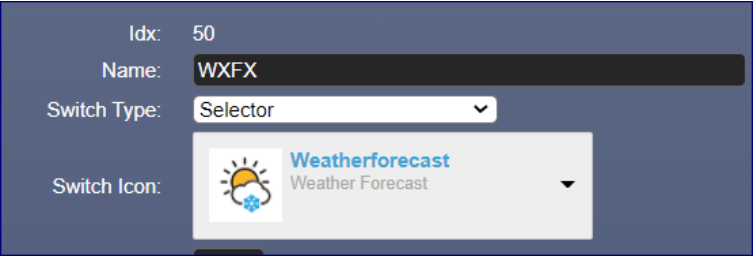 Idx: 50
Name: WXFX
Switch Type: Selector
Switch Icon: Weatherforecast
Weather Forecast